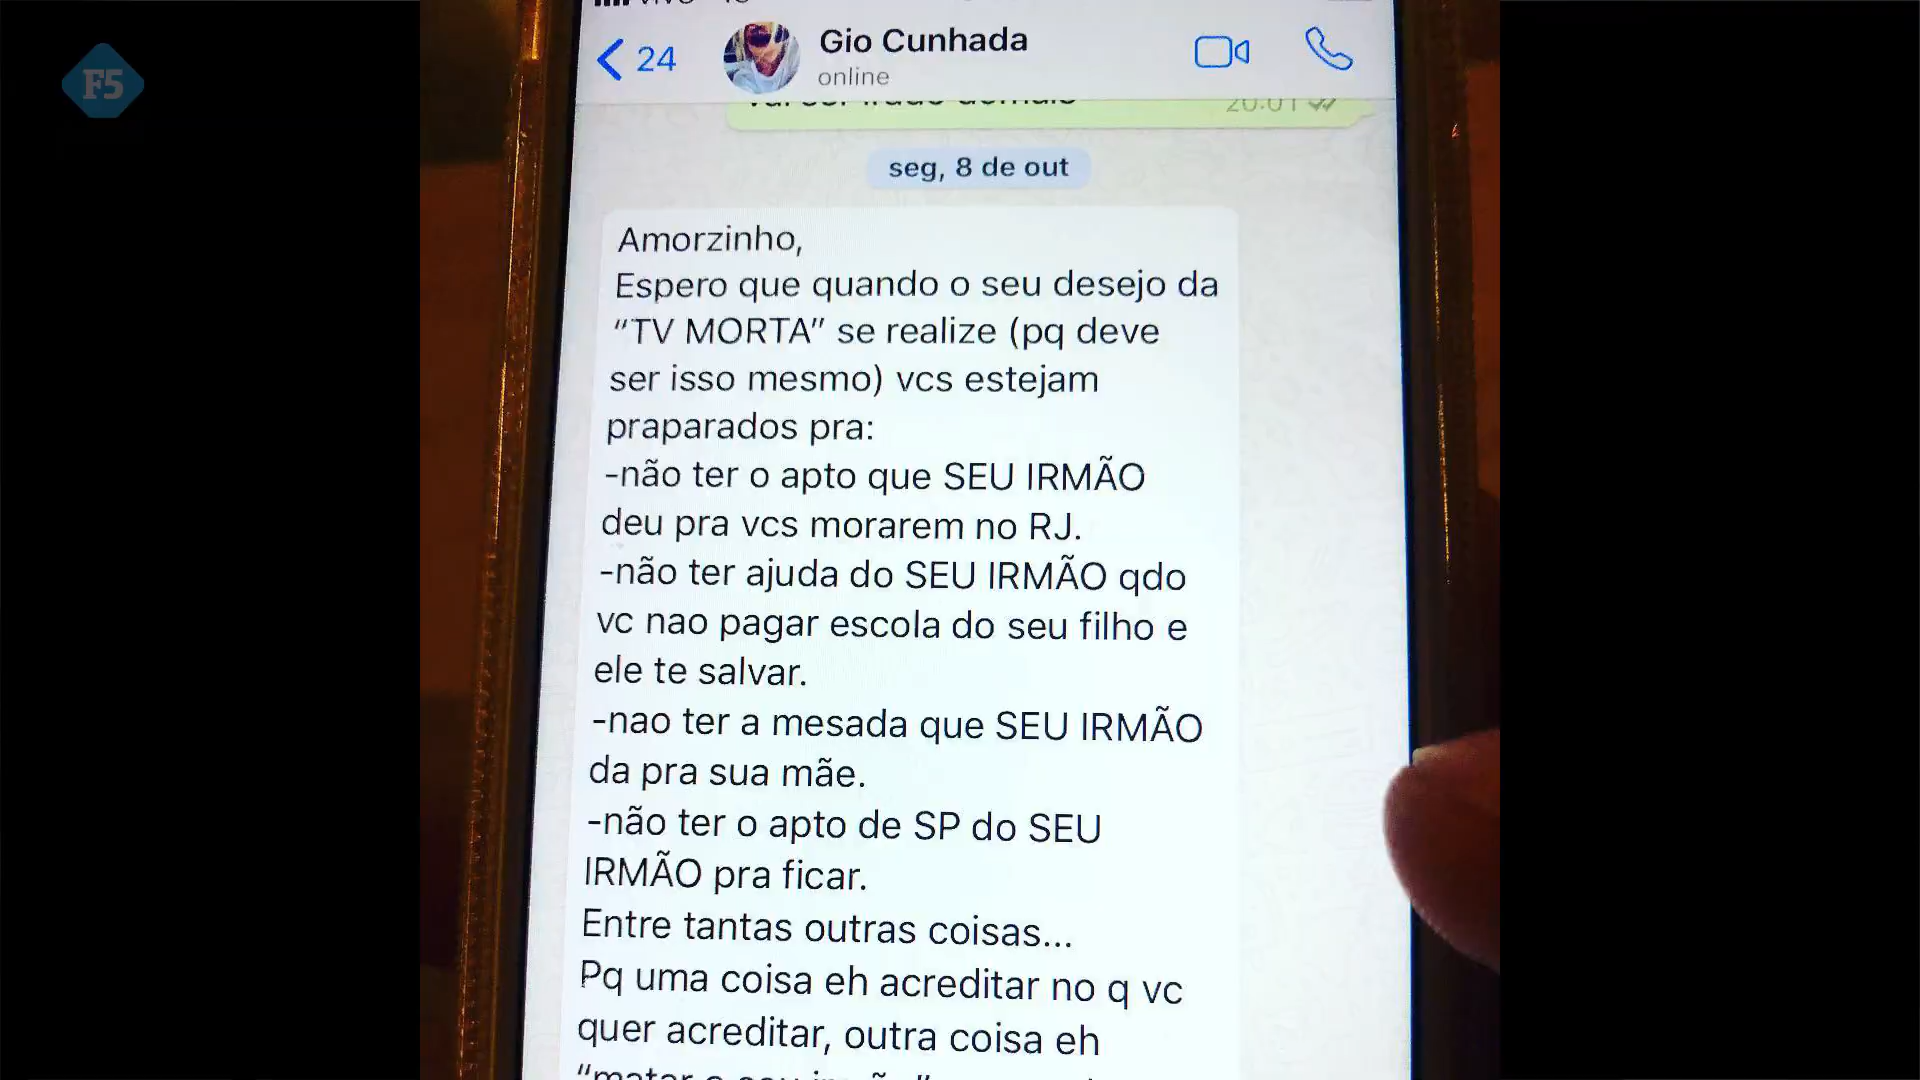 F5
24
Gio Cunhada
online
20:01
seg, 8 de out
Amorzinho,
Espero que quando o seu desejo da
"TV MORTA" se realize (pq deve
ser isso mesmo) vcs estejam
praparados pra:
-não ter o apto que SEU IRMÃO
deu pra vcs morarem no RJ.
-não ter ajuda do SEU IRMÃO qdo
vc nao pagar escola do seu filho e
ele te salvar.
-nao ter a mesada que SEU IRMÃO
da pra sua mãe.
-não ter o apto de SP do SEU
IRMÃO pra ficar.
Entre tantas outras coisas...
Pq uma coisa eh acreditar no q vc
quer acreditar, outra coisa eh